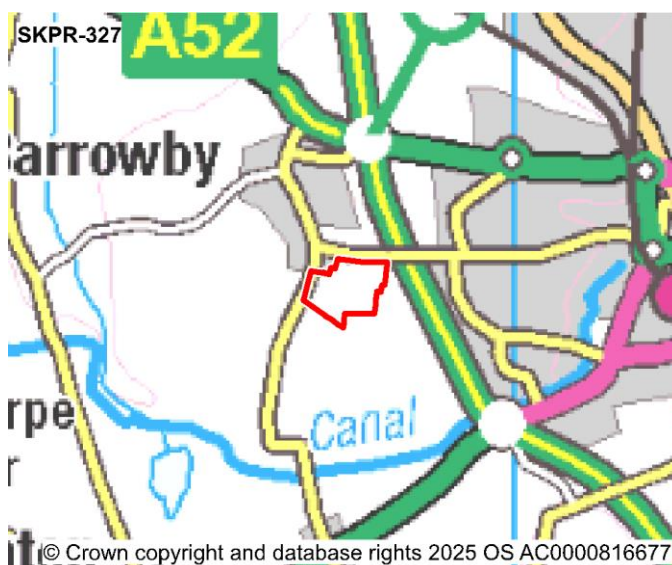 SKPR-327
A52
arrowby
Canal
rpe
r
© Crown copyright and database rights 2025 OS AC0000816677